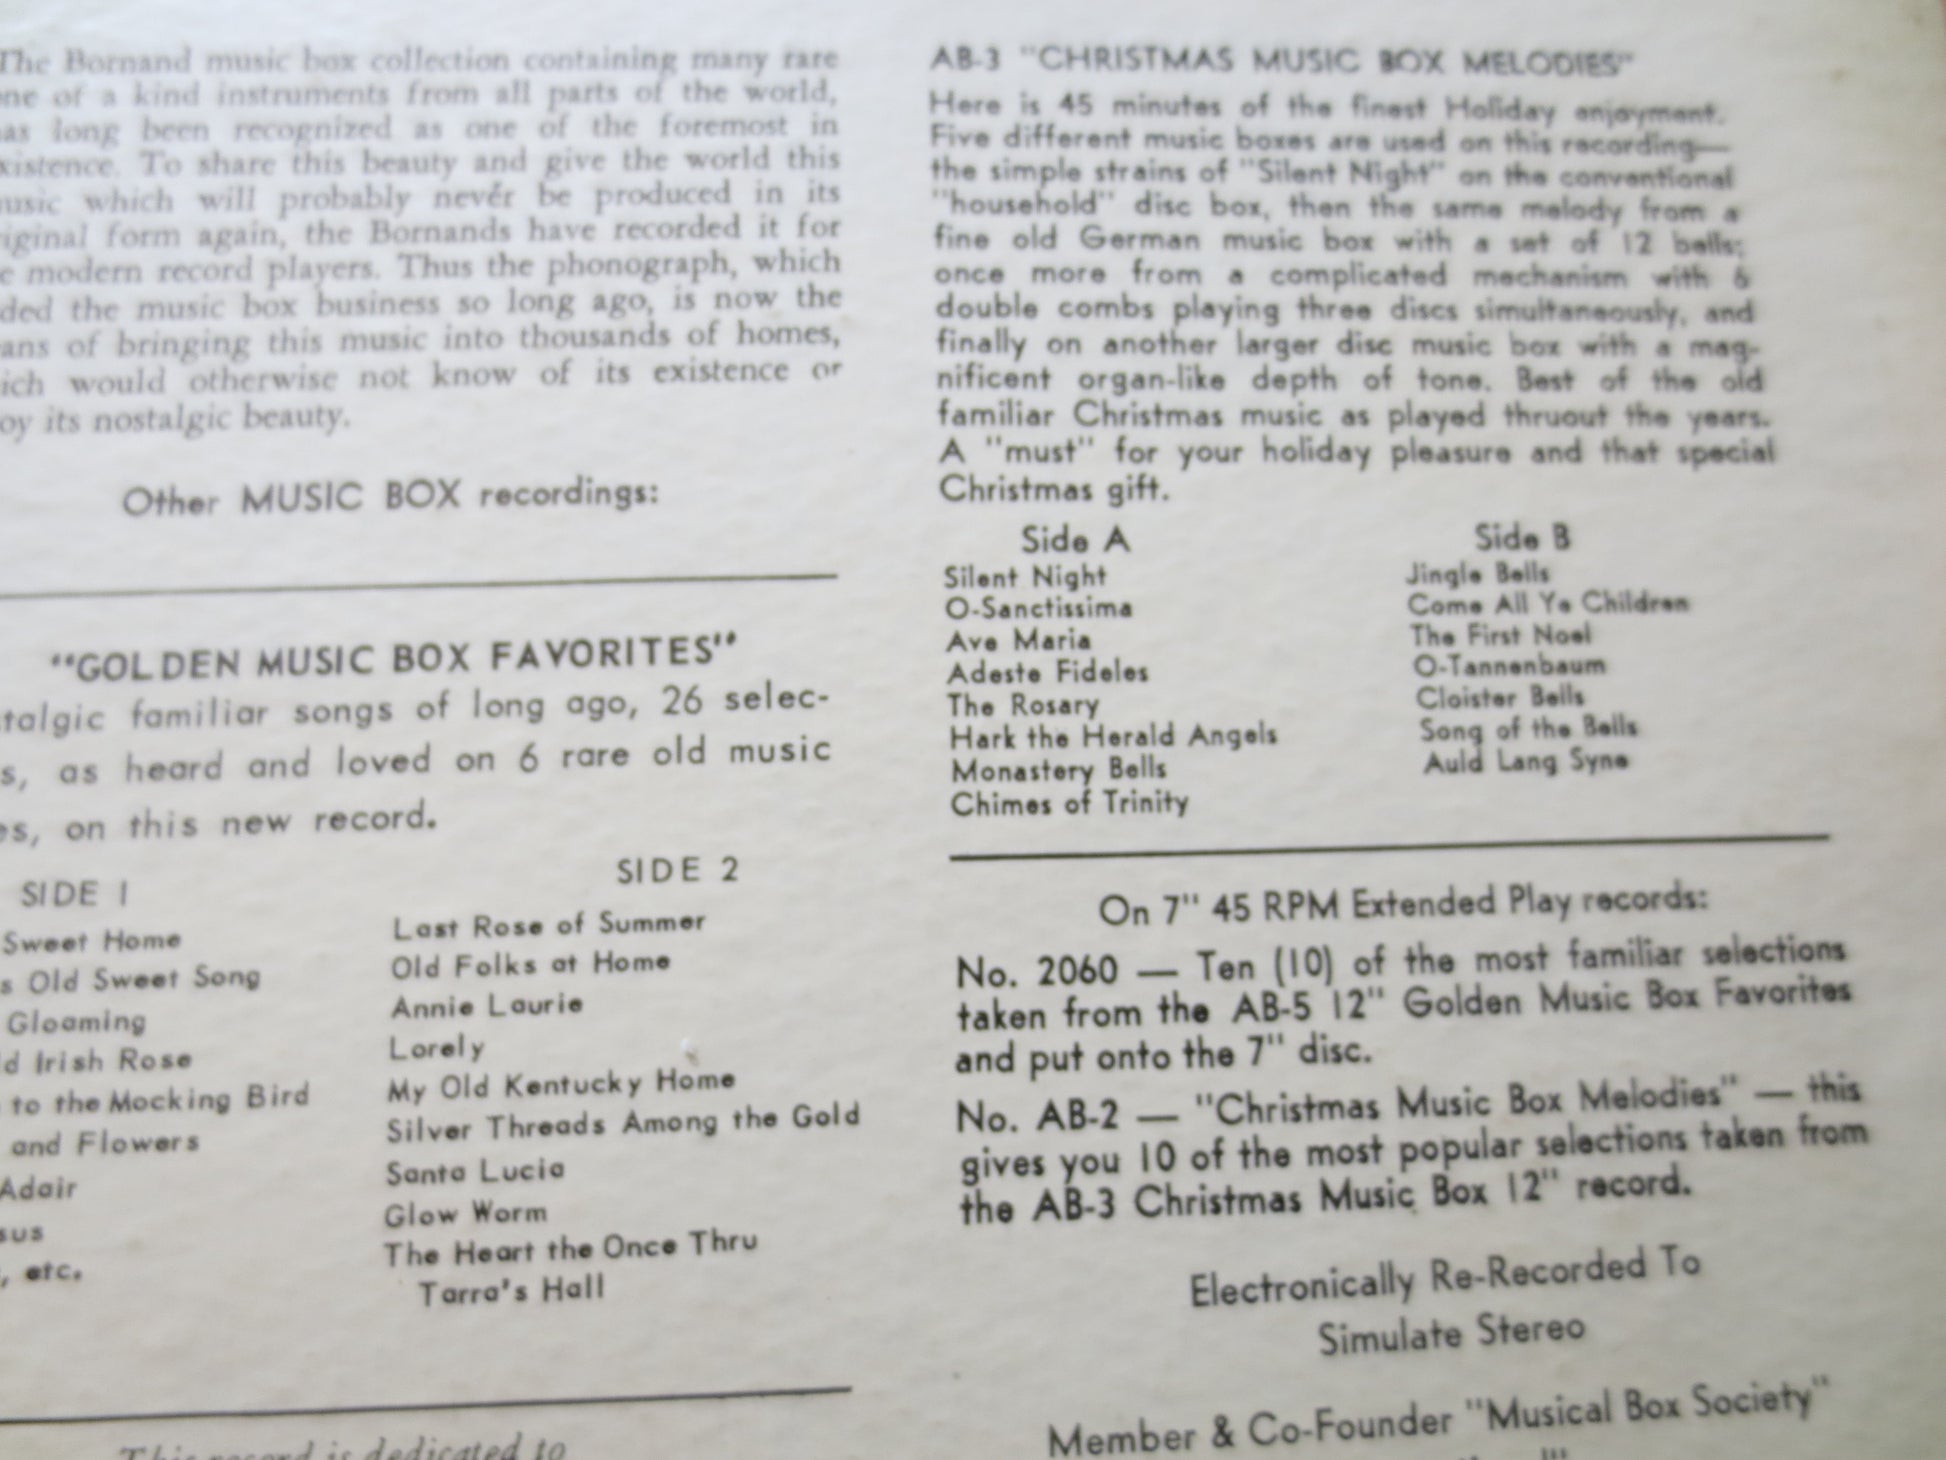 The Bornand music box collection containing many rare
one of a kind instruments from all parts of the world,
has long been recognized as one of the foremost in
xistence. To share this beauty and give the world this
usic which will probably never be produced in its
iginal form again, the Bornands have recorded it for
e modern record players. Thus the phonograph, which
ded the music box business so long ago, is now the
ans of bringing this music into thousands of homes,
ich would otherwise not know of its existence or
oy its nostalgic beauty.
Other MUSIC BOX recordings:
"GOLDEN MUSIC BOX FAVORITES"
talgic familiar songs of long ago, 26 selec-
s, as heard and loved on 6 rare old music
es, on this new record.
SIDE 1
Sweet Home
s Old Sweet Song
Gloaming
ld Irish Rose
to the Mocking Bird
and Flowers
Adair
sus
, etc.
SIDE 2
Last Rose of Summer
Old Folks at Home
Annie Laurie
Lorely
My Old Kentucky Home
Silver Threads Among the Gold
Santa Lucia
Glow Worm
The Heart the Once Thru
Tarra's Hall
This record is dedicated to
AB-3 "CHRISTMAS MUSIC BOX MELODIES"
Here is 45 minutes of the finest Holiday enjoyment.
Five different music boxes are used on this recording—
the simple strains of "Silent Night" on the conventional
"household" disc box, then the same melody from a
fine old German music box with a set of 12 bells;
once more from a complicated mechanism with 6
double combs playing three discs simultaneously, and
finally on another larger disc music box with a mag-
nificent organ-like depth of tone. Best of the old
familiar Christmas music as played thruout the years.
A "must" for your holiday pleasure and that special
Christmas gift.
Side A
Silent Night
O-Sanctissima
Ave Maria
Adeste Fideles
The Rosary
Hark the Herald Angels
Monastery Bells
Chimes of Trinity
Side B
Jingle Bells
Come All Ye Children
The First Noel
O-Tannenbaum
Cloister Bells
Song of the Bells
Auld Lang Syne
On 7" 45 RPM Extended Play records:
No. 2060 — Ten (10) of the most familiar selections
taken from the AB-5 12" Golden Music Box Favorites
and put onto the 7" disc.
No. AB-2 — "Christmas Music Box Melodies" — this
gives you 10 of the most popular selections taken from
the AB-3 Christmas Music Box 12" record.
Electronically Re-Recorded To
Simulate Stereo
Member & Co-Founder "Musical Box Society"